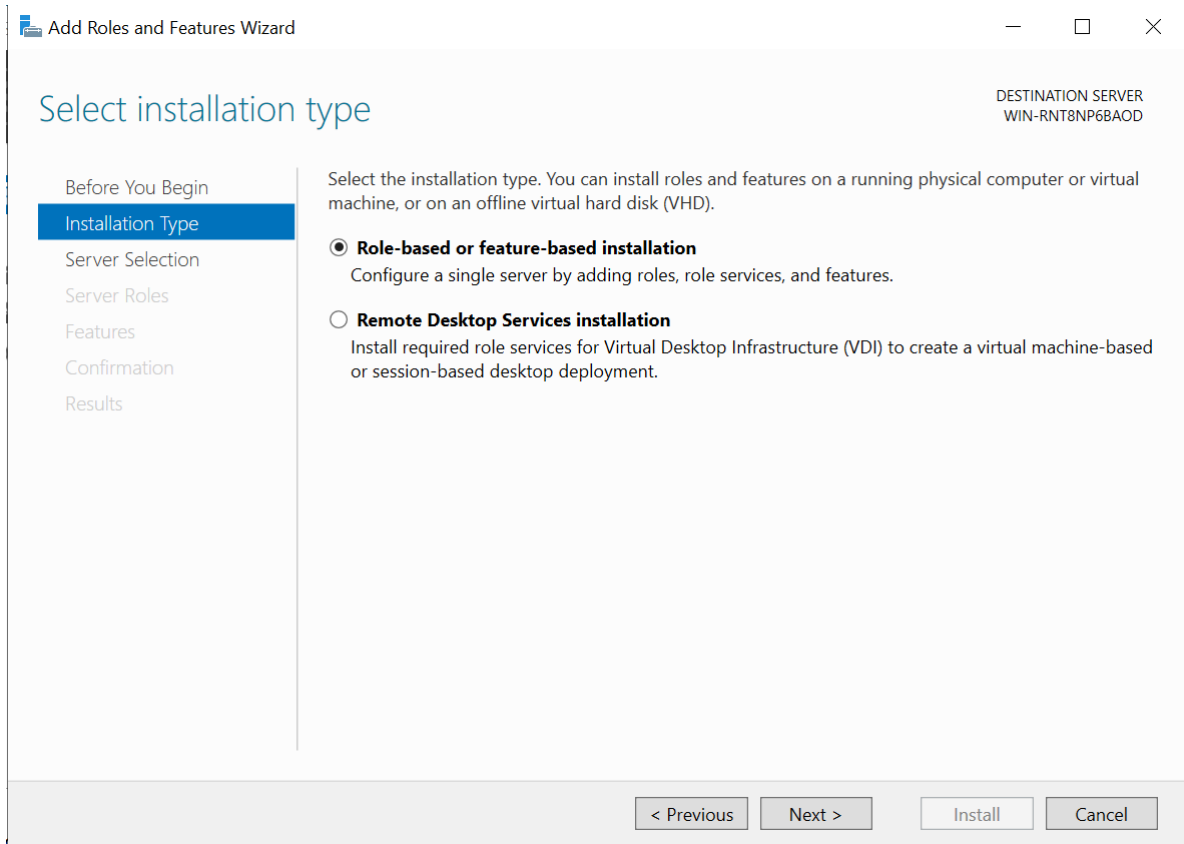 Add Roles and Features Wizard
Select installation type
DESTINATION SERVER
WIN-RNT8NP6BAOD
Before You Begin
Installation Type
Server Selection
Server Roles
Features
Confirmation
Results
Select the installation type. You can install roles and features on a running physical computer or virtual
machine, or on an offline virtual hard disk (VHD).
Role-based or feature-based installation
Configure a single server by adding roles, role services, and features.
Remote Desktop Services installation
Install required role services for Virtual Desktop Infrastructure (VDI) to create a virtual machine-based
or session-based desktop deployment.
< Previous
Next >
Install
Cancel